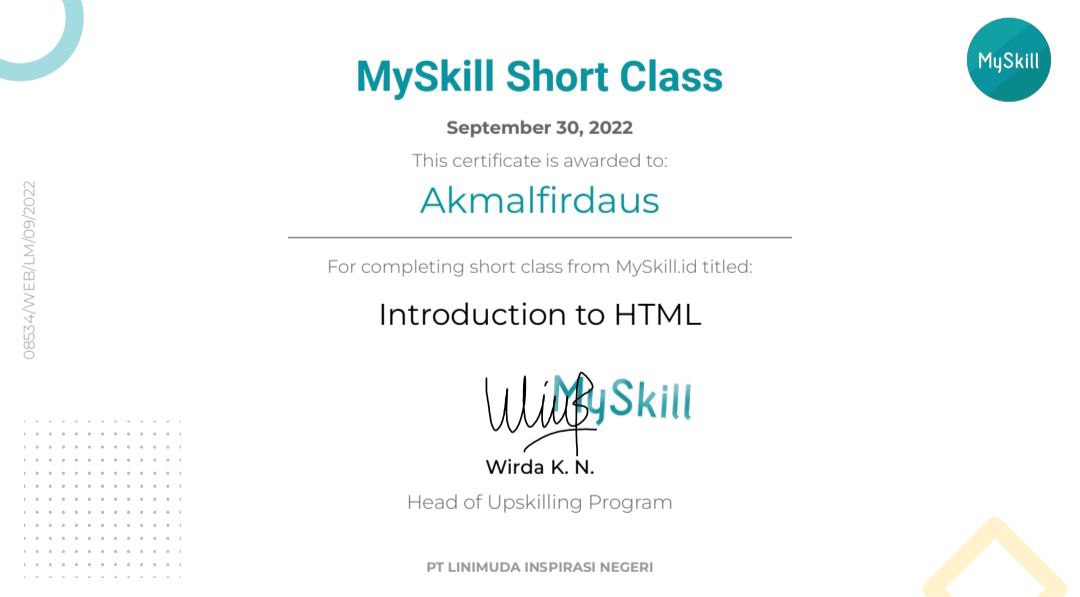 MySkill
MySkill Short Class
September 30, 2022
This certificate is awarded to:
Akmalfirdaus
For completing short class from MySkill.id titled:
Introduction to HTML
MySkill
Wirda K. N.
Head of Upskilling Program
PT LINIMUDA INSPIRASI NEGERI
08534/WEB/LM/09/2022